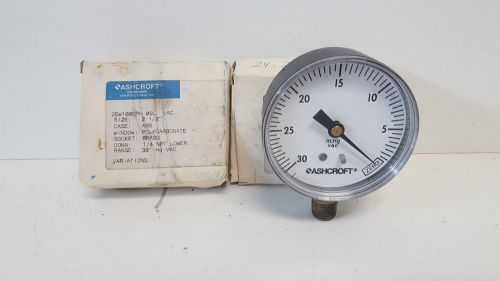 ASHCROFT
SIZE: 2 1/2
CASE: ABS
WINDOW: POLYCARBONATE
SOCKET: BRASS
CONN: 1/4 NPT LOWER
RANGE: 30" Hg VAC
VARIATIONS:
24
15
20
10
25
5
30
in.Hg
vac
ASHCROFT®